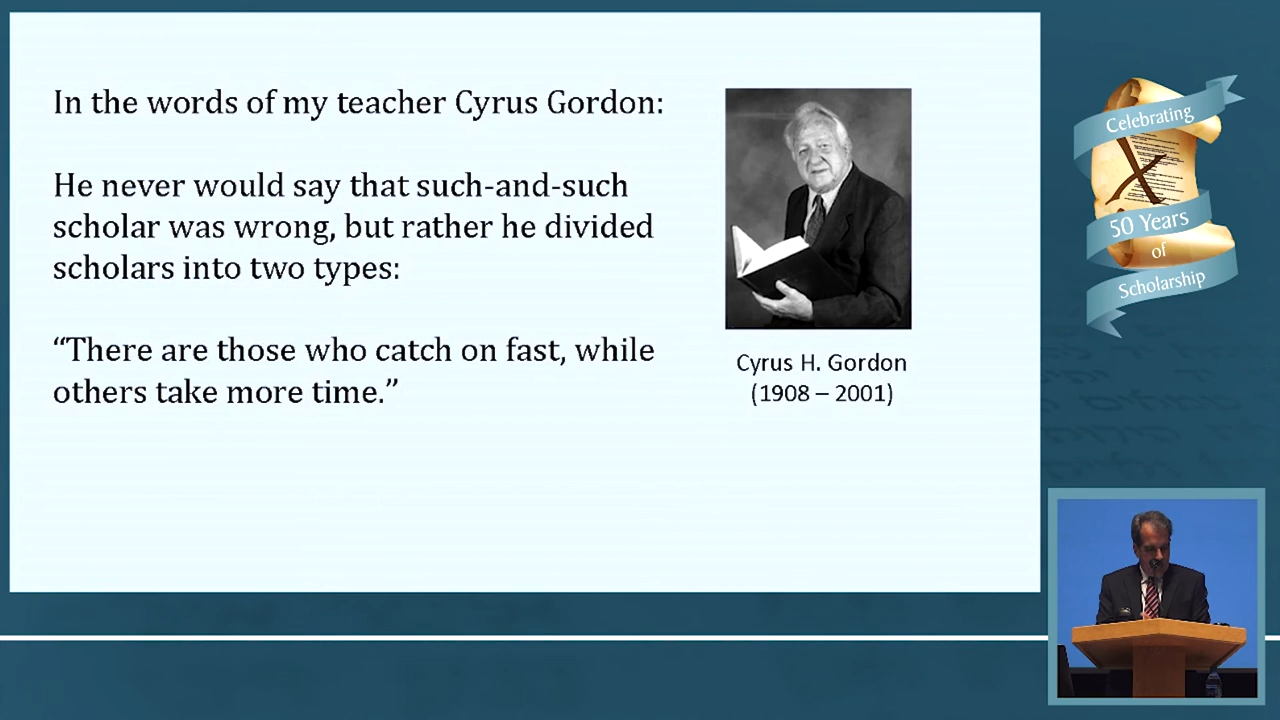 In the words of my teacher Cyrus Gordon:
He never would say that such-and-such
scholar was wrong, but rather he divided
scholars into two types:
“There are those who catch on fast, while
others take more time.”
Cyrus H. Gordon
(1908 – 2001)
Celebrating
50 Years
of
Scholarship